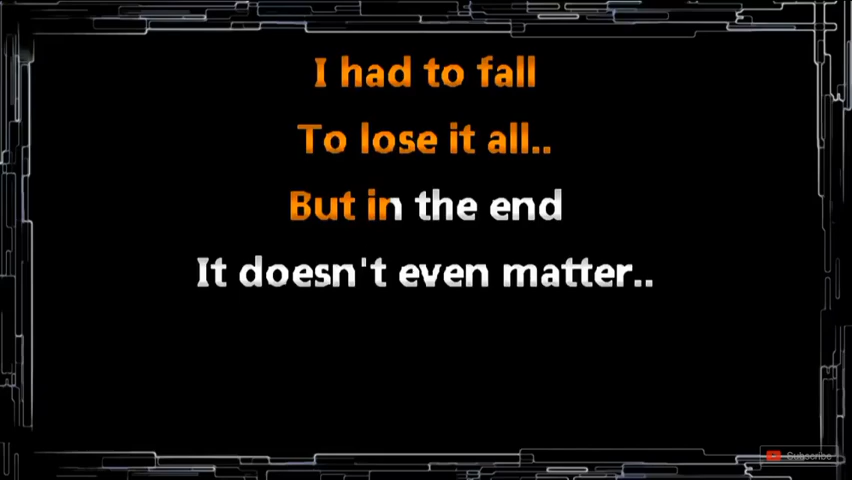 I had to fall
To lose it all..
But in the end
It doesn't even matter..
Subscribe